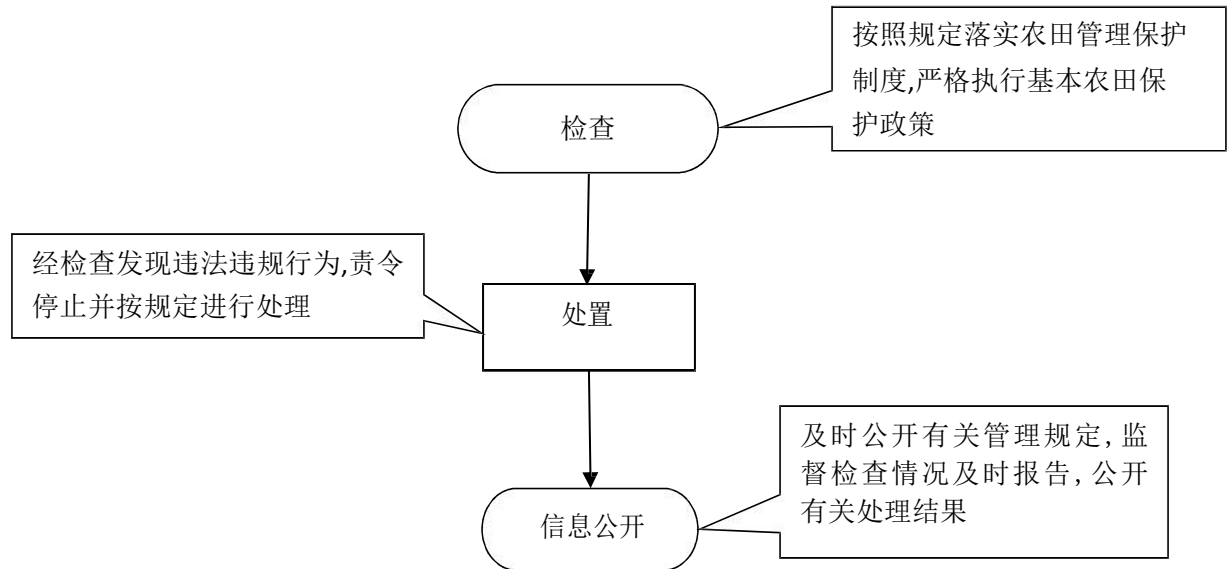 按照规定落实农田管理保护
制度,严格执行基本农田保
护政策
检查
经检查发现违法违规行为,责令
停止并按规定进行处理
处置
及时公开有关管理规定,监
督检查情况及时报告,公开
有关处理结果
信息公开